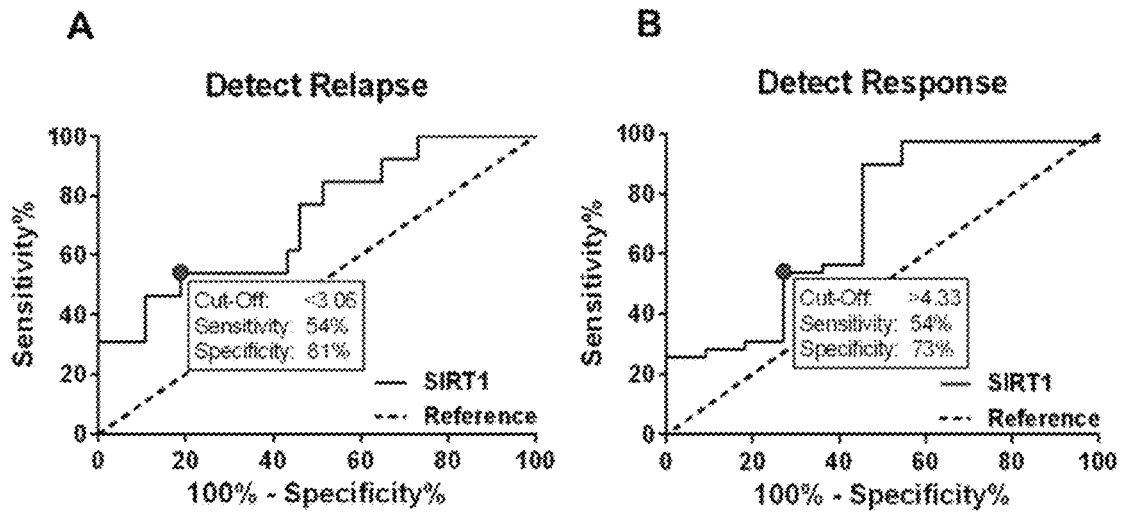 A
Detect Relapse
Sensitivity%
100
80
60
40
20
0
Cut-Off: <3.06
Sensitivity: 54%
Specificity: 81%
SIRT1
Reference
0 20 40 60 80 100
100% - Specificity%
B
Detect Response
Sensitivity%
100
80
60
40
20
0
Cut-Off: >4.33
Sensitivity: 54%
Specificity: 73%
SIRT1
Reference
0 20 40 60 80 100
100% - Specificity%